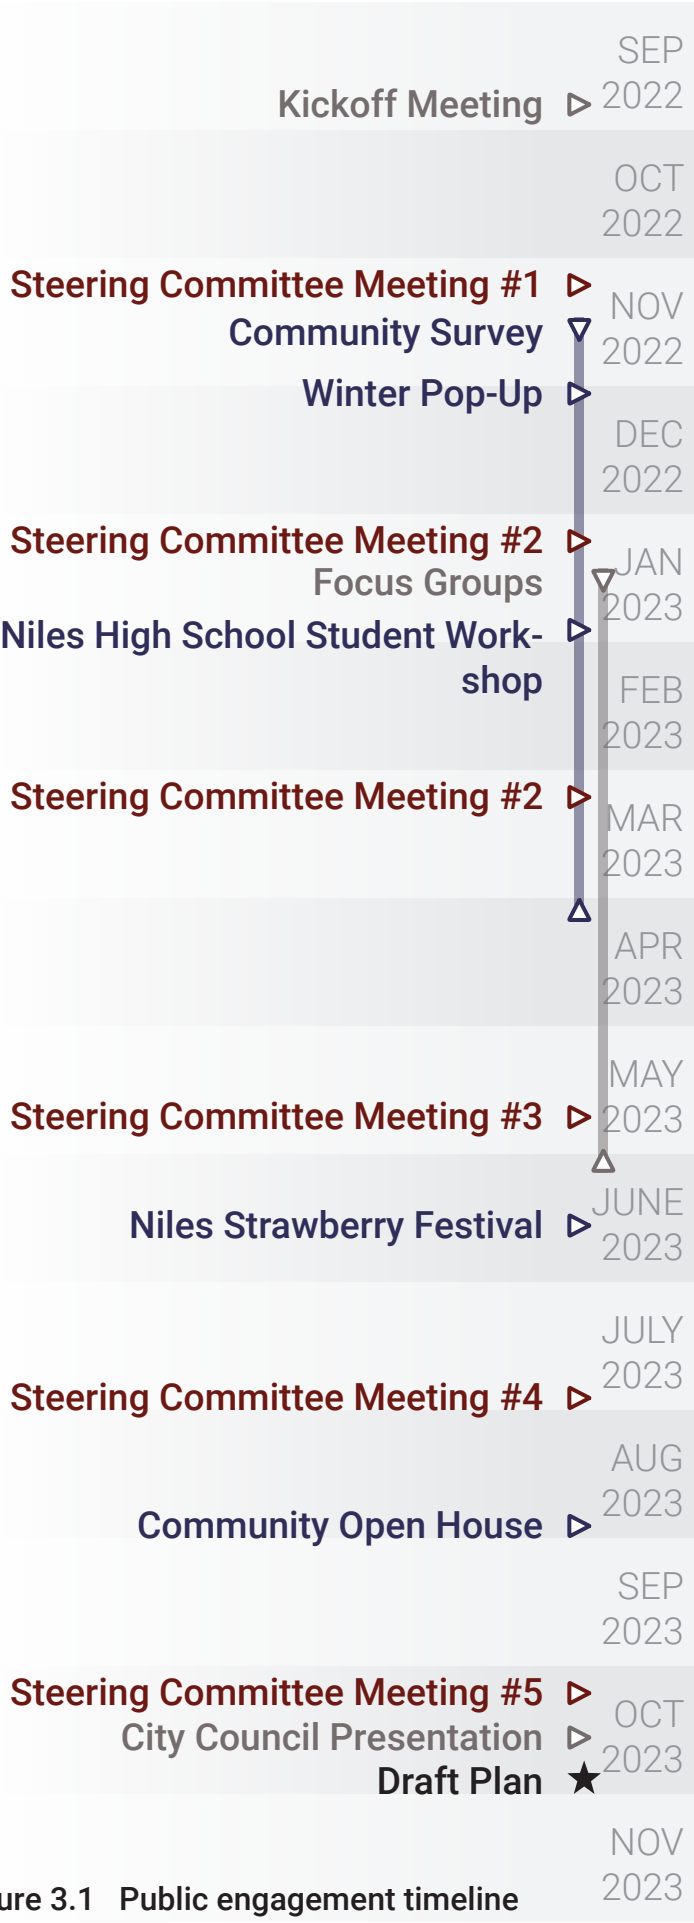 SEP
Kickoff Meeting 2022
OCT
2022
Steering Committee Meeting #1
NOV
Community Survey
2022
Winter Pop-Up
DEC
2022
Steering Committee Meeting #2
JAN
Focus Groups
2023
Niles High School Student Work-
shop
FEB
2023
Steering Committee Meeting #2
MAR
2023
APR
2023
MAY
Steering Committee Meeting #3 2023
JUNE
Niles Strawberry Festival
2023
JULY
2023
Steering Committee Meeting #4
AUG
2023
Community Open House
SEP
2023
Steering Committee Meeting #5
OCT
City Council Presentation
2023
Draft Plan
NOV
2023
ure 3.1 Public engagement timeline